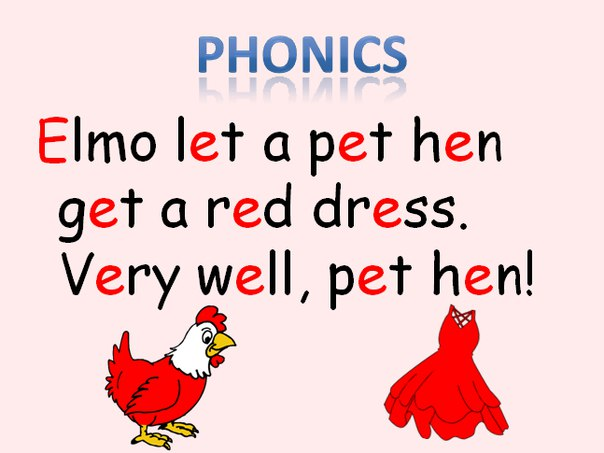 PHONICS
Elmo let a pet hen
get a red dress.
Very well, pet hen!